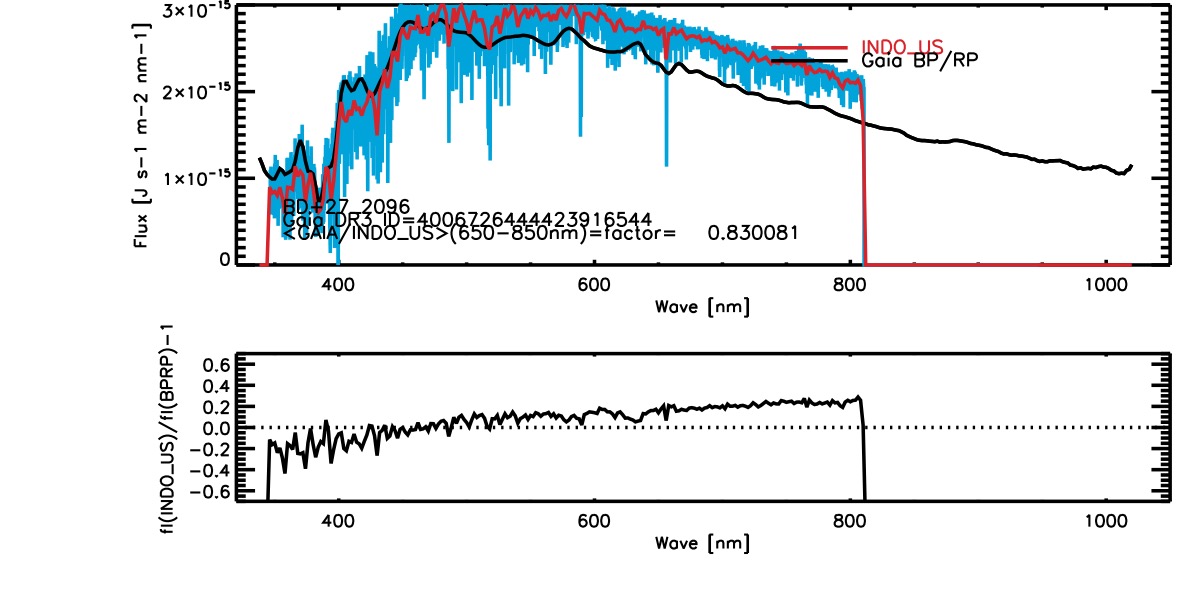 3×10−15
2×10−15
1×10−15
0
Flux [J s−1 m−2 nm−1]
INDO_US
Gaia BP/RP
BD+27_2096
Gaia DR3 ID=4006726444423916544
<GAIA/INDO_US>(650−850nm)=factor= 0.830081
400 600 800 1000
Wave [nm]
fl(INDO_US)/fl(BPRP)−1
0.6
0.4
0.2
0.0
−0.2
−0.4
−0.6
400 600 800 1000
Wave [nm]